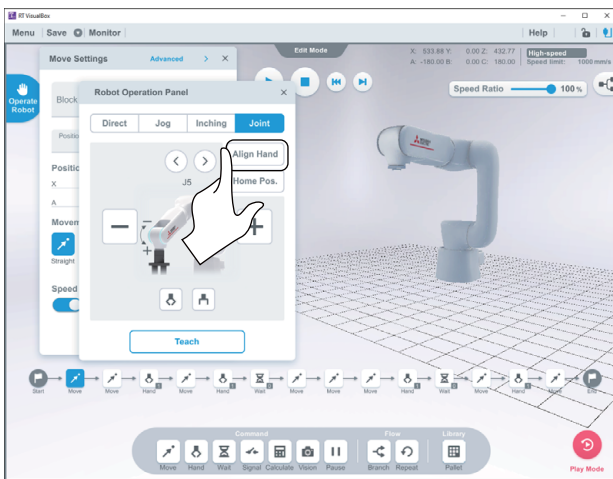 RT VisualBox
Menu Save Monitor Help
Move Settings Advanced > ×
Edit Mode
X: 533.88 Y: 0.00 Z: 432.77
A: -180.00 B: 0.00 C: 180.00
High-speed
Speed limit: 1000 mm/s
Operate
Robot
Block
Robot Operation Panel ×
Speed Ratio 100 %
Direct Jog Inching Joint
Align Hand
J5
Home Pos.
X
A
Straight
Speed
Teach
Start Move Move Hand Move Hand Wait Move Move Move Hand Wait Move Hand Move End
Command Flow Library
Move Hand Wait Signal Calculate Vision Pause Branch Repeat Pallet
Play Mode